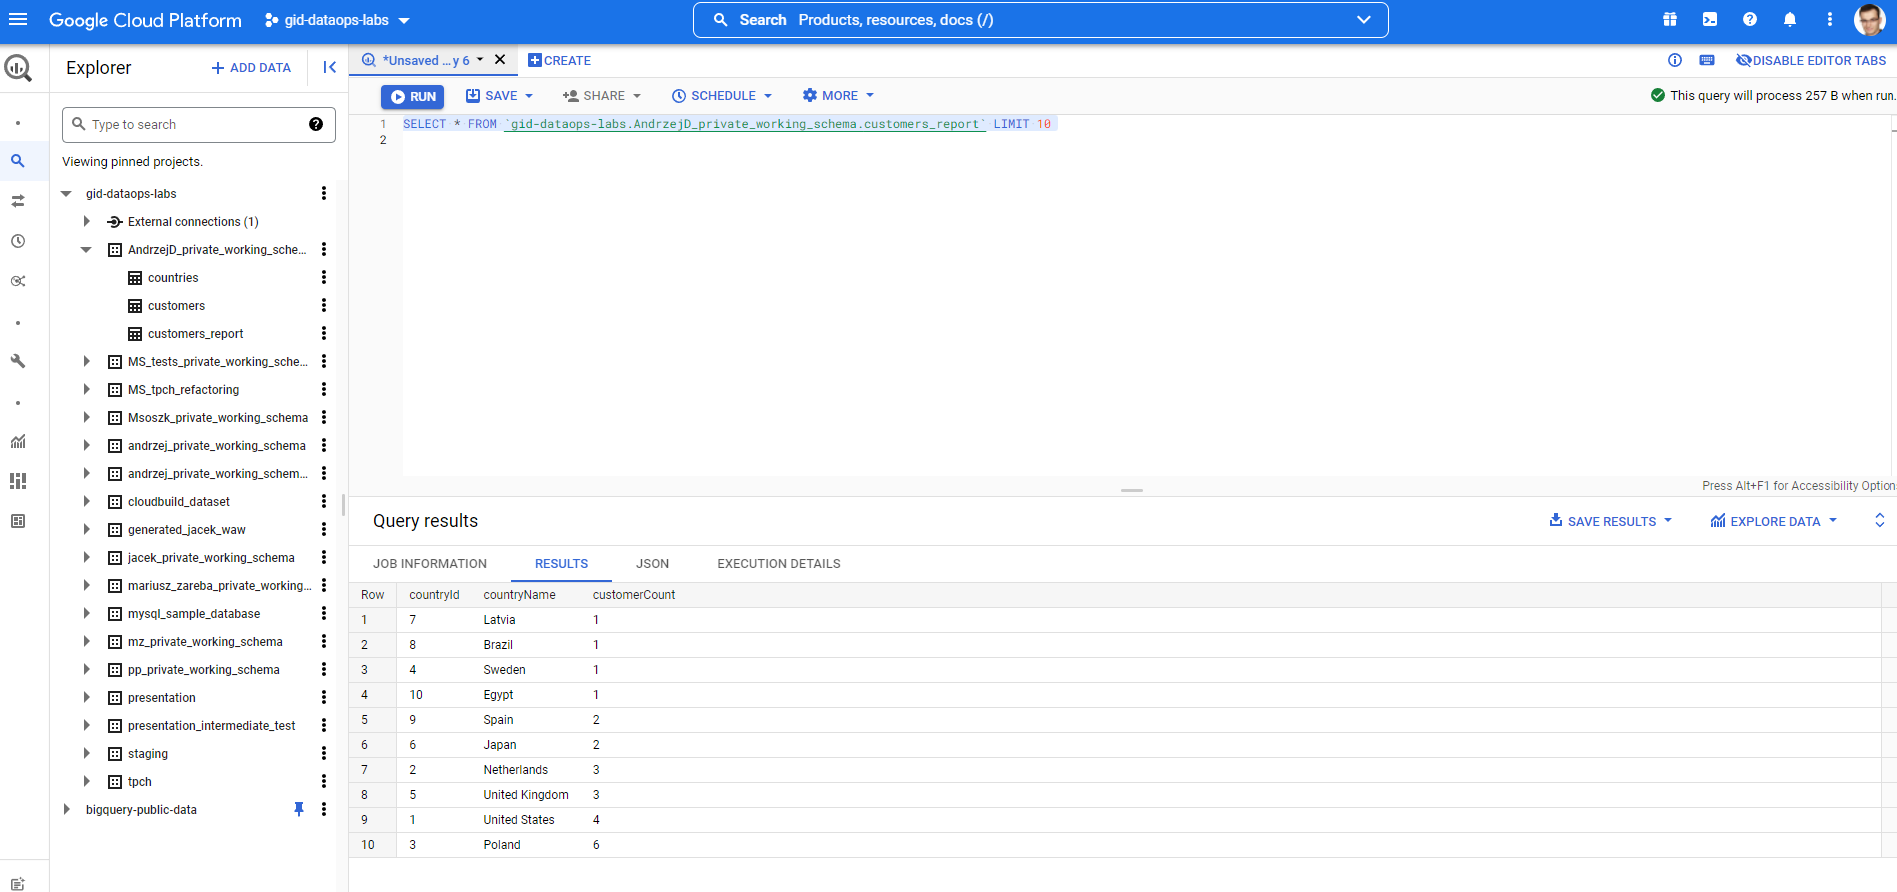 Google Cloud Platform
gid-dataops-labs
Search Products, resources, docs (/)
Explorer
ADD DATA
*Unsaved ...y 6
CREATE
DISABLE EDITOR TABS
RUN
SAVE
SHARE
SCHEDULE
MORE
This query will process 257 B when run.
Type to search
Viewing pinned projects.
gid-dataops-labs
External connections (1)
AndrzejD_private_working_sche...
countries
customers
customers_report
MS_tests_private_working_sche...
MS_tpch_refactoring
Msoszk_private_working_schema
andrzej_private_working_schema
andrzej_private_working_schem...
cloudbuild_dataset
generated_jacek_waw
jacek_private_working_schema
mariusz_zareba_private_working...
mysql_sample_database
mz_private_working_schema
pp_private_working_schema
presentation
presentation_intermediate_test
staging
tpch
bigquery-public-data
1 SELECT * FROM `gid-dataops-labs.AndrzejD_private_working_schema.customers_report` LIMIT 10
2
Press Alt+F1 for Accessibility Option
Query results
SAVE RESULTS
EXPLORE DATA
JOB INFORMATION RESULTS JSON EXECUTION DETAILS
Row countryId countryName customerCount
1 7 Latvia 1
2 8 Brazil 1
3 4 Sweden 1
4 10 Egypt 1
5 9 Spain 2
6 6 Japan 2
7 2 Netherlands 3
8 5 United Kingdom 3
9 1 United States 4
10 3 Poland 6